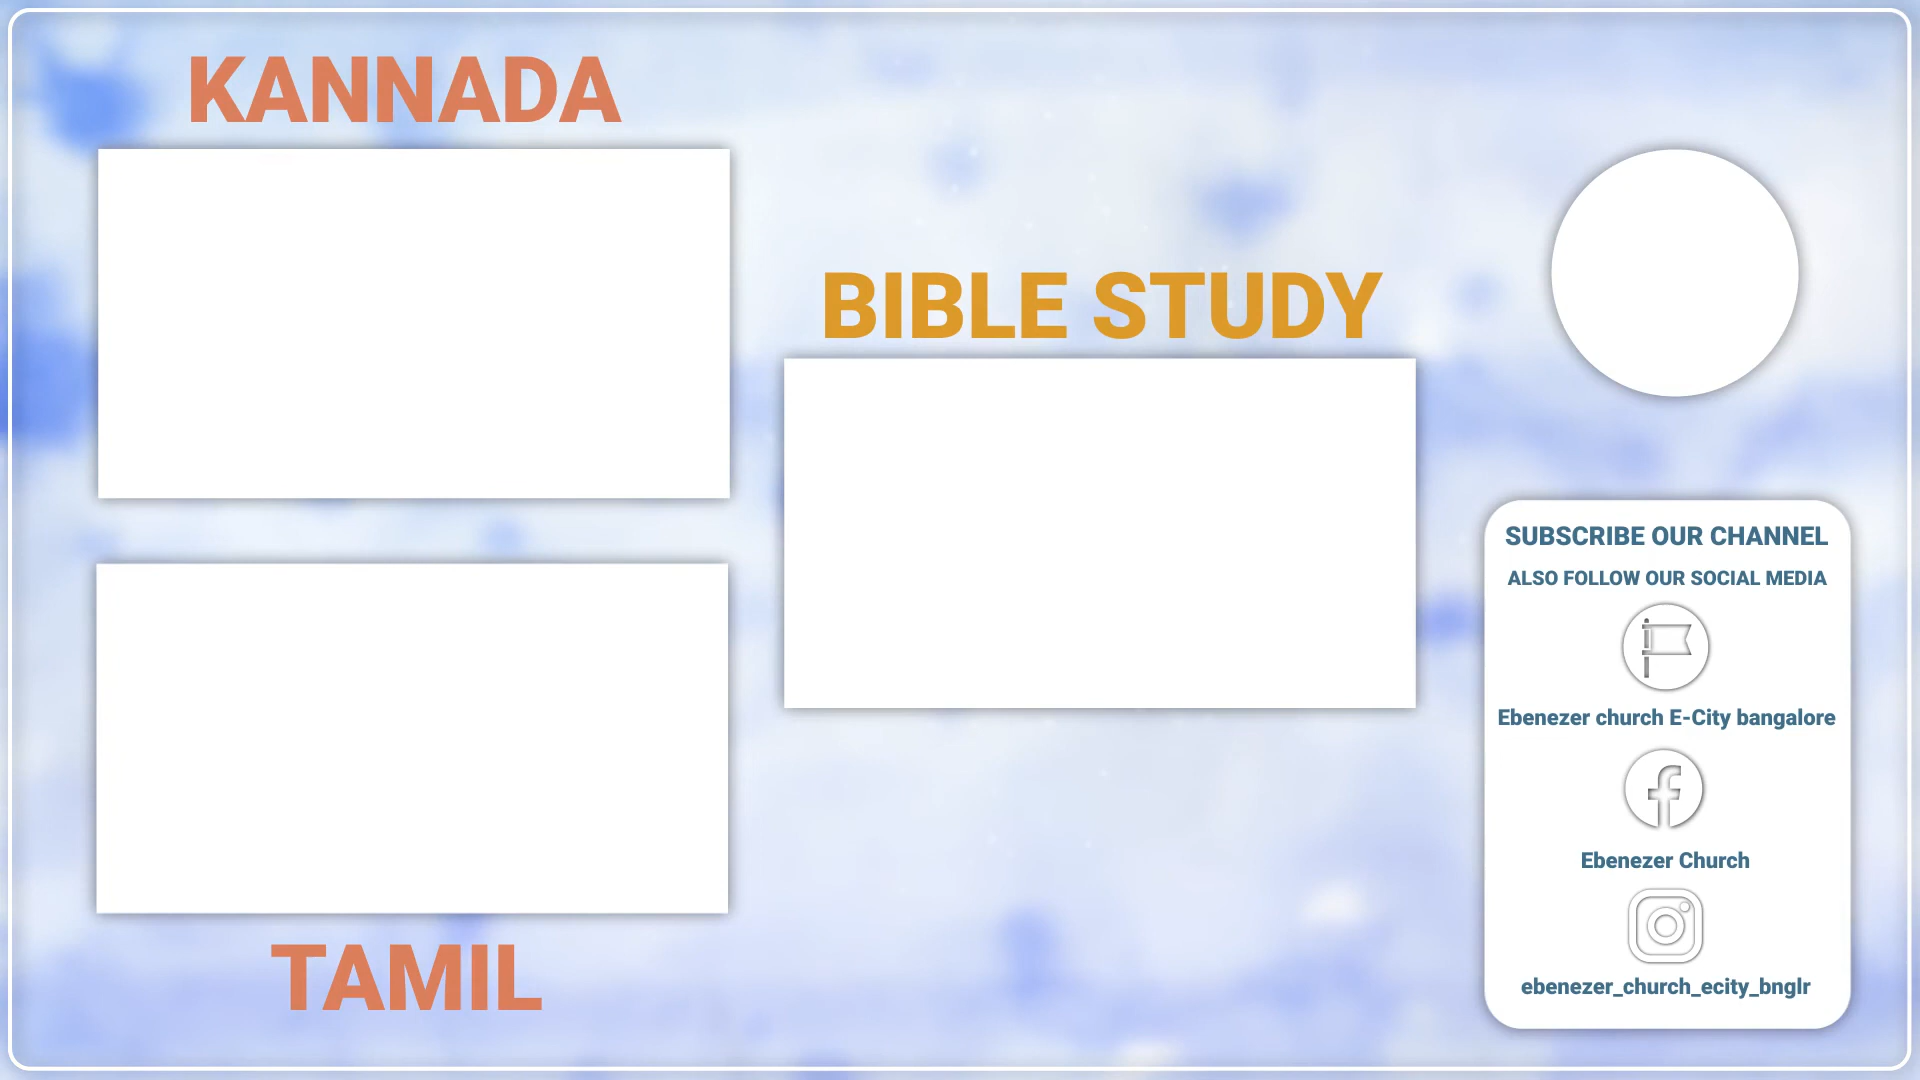 KANNADA
BIBLE STUDY
TAMIL
SUBSCRIBE OUR CHANNEL
ALSO FOLLOW OUR SOCIAL MEDIA
Ebenezer church E-City bangalore
Ebenezer Church
ebenezer_church_ecity_bnglr